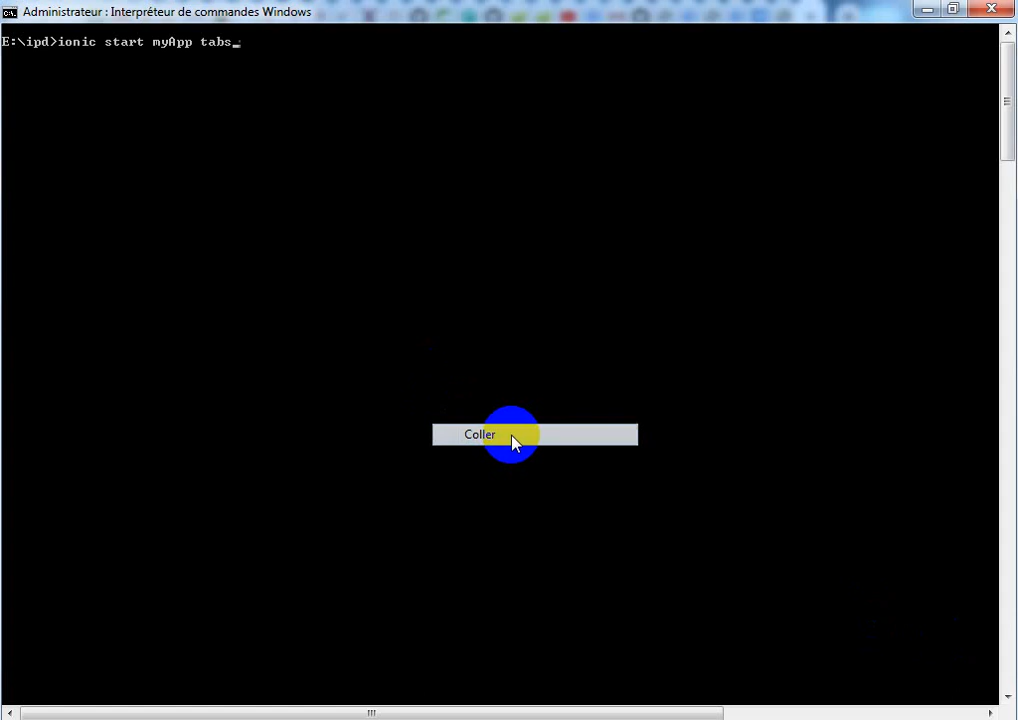 Administrateur : Interpréteur de commandes Windows
E:\ipd>ionic start myApp tabs_
Coller